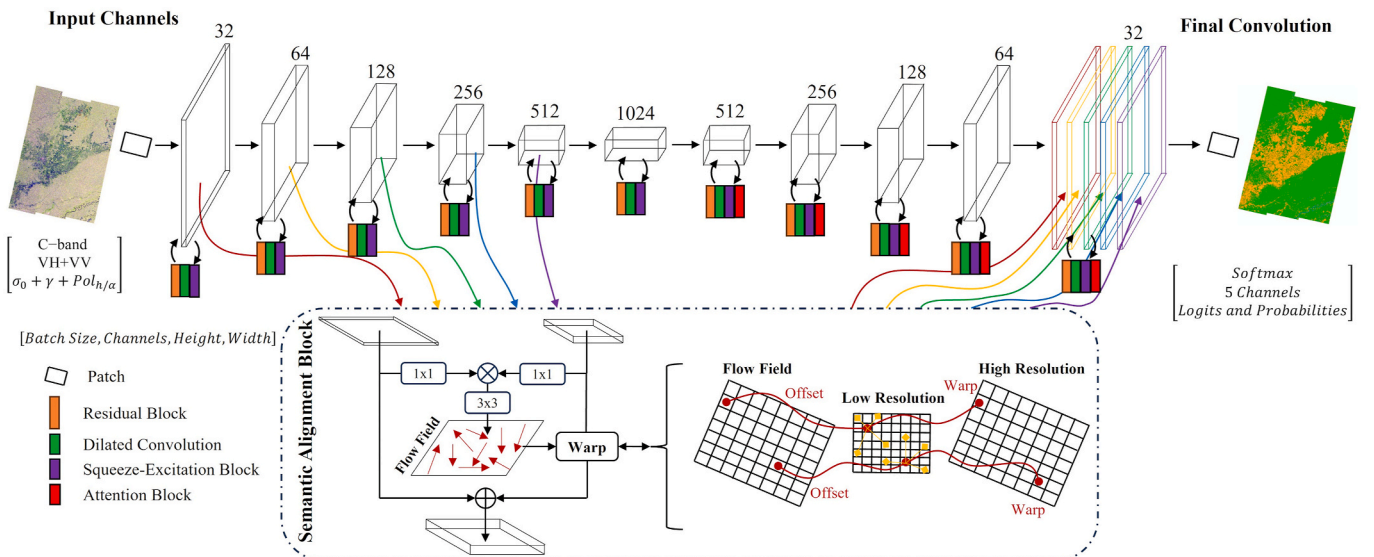 Input Channels
Final Convolution
32
64
128
256
512
1024
512
256
128
64
32
C−band
VH+VV
σ₀ + γ + Pol_{h/α}
[Batch Size, Channels, Height, Width]
Patch
Residual Block
Dilated Convolution
Squeeze-Excitation Block
Attention Block
Softmax
5 Channels
Logits and Probabilities
Semantic Alignment Block
1x1
1x1
3x3
Flow Field
Warp
Flow Field
Offset
Low Resolution
High Resolution
Warp
Offset
Warp